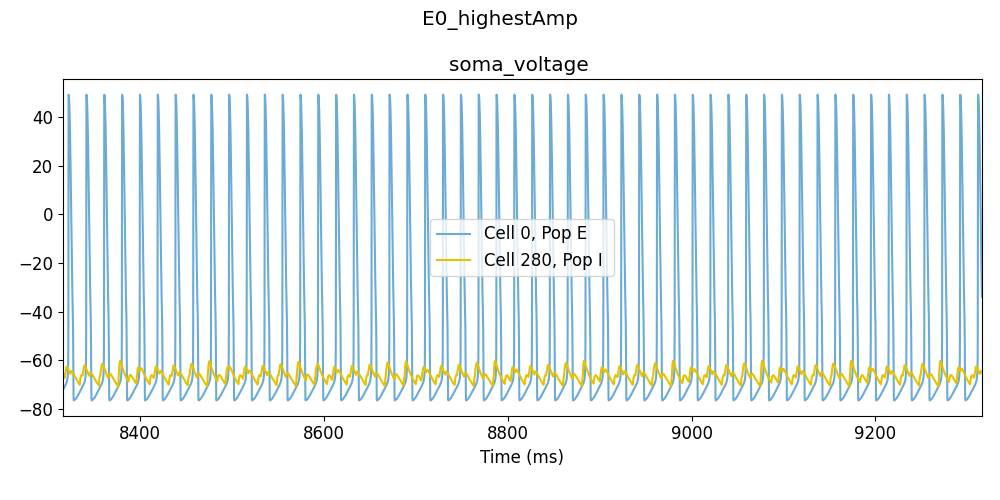 E0_highestAmp
soma_voltage
40
20
0
−20
−40
−60
−80
Cell 0, Pop E
Cell 280, Pop I
8400 8600 8800 9000 9200
Time (ms)